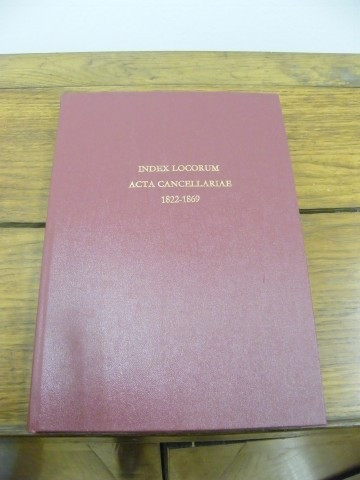 INDEX LOCORUM
ACTA CANCELLARIAE
1822-1869